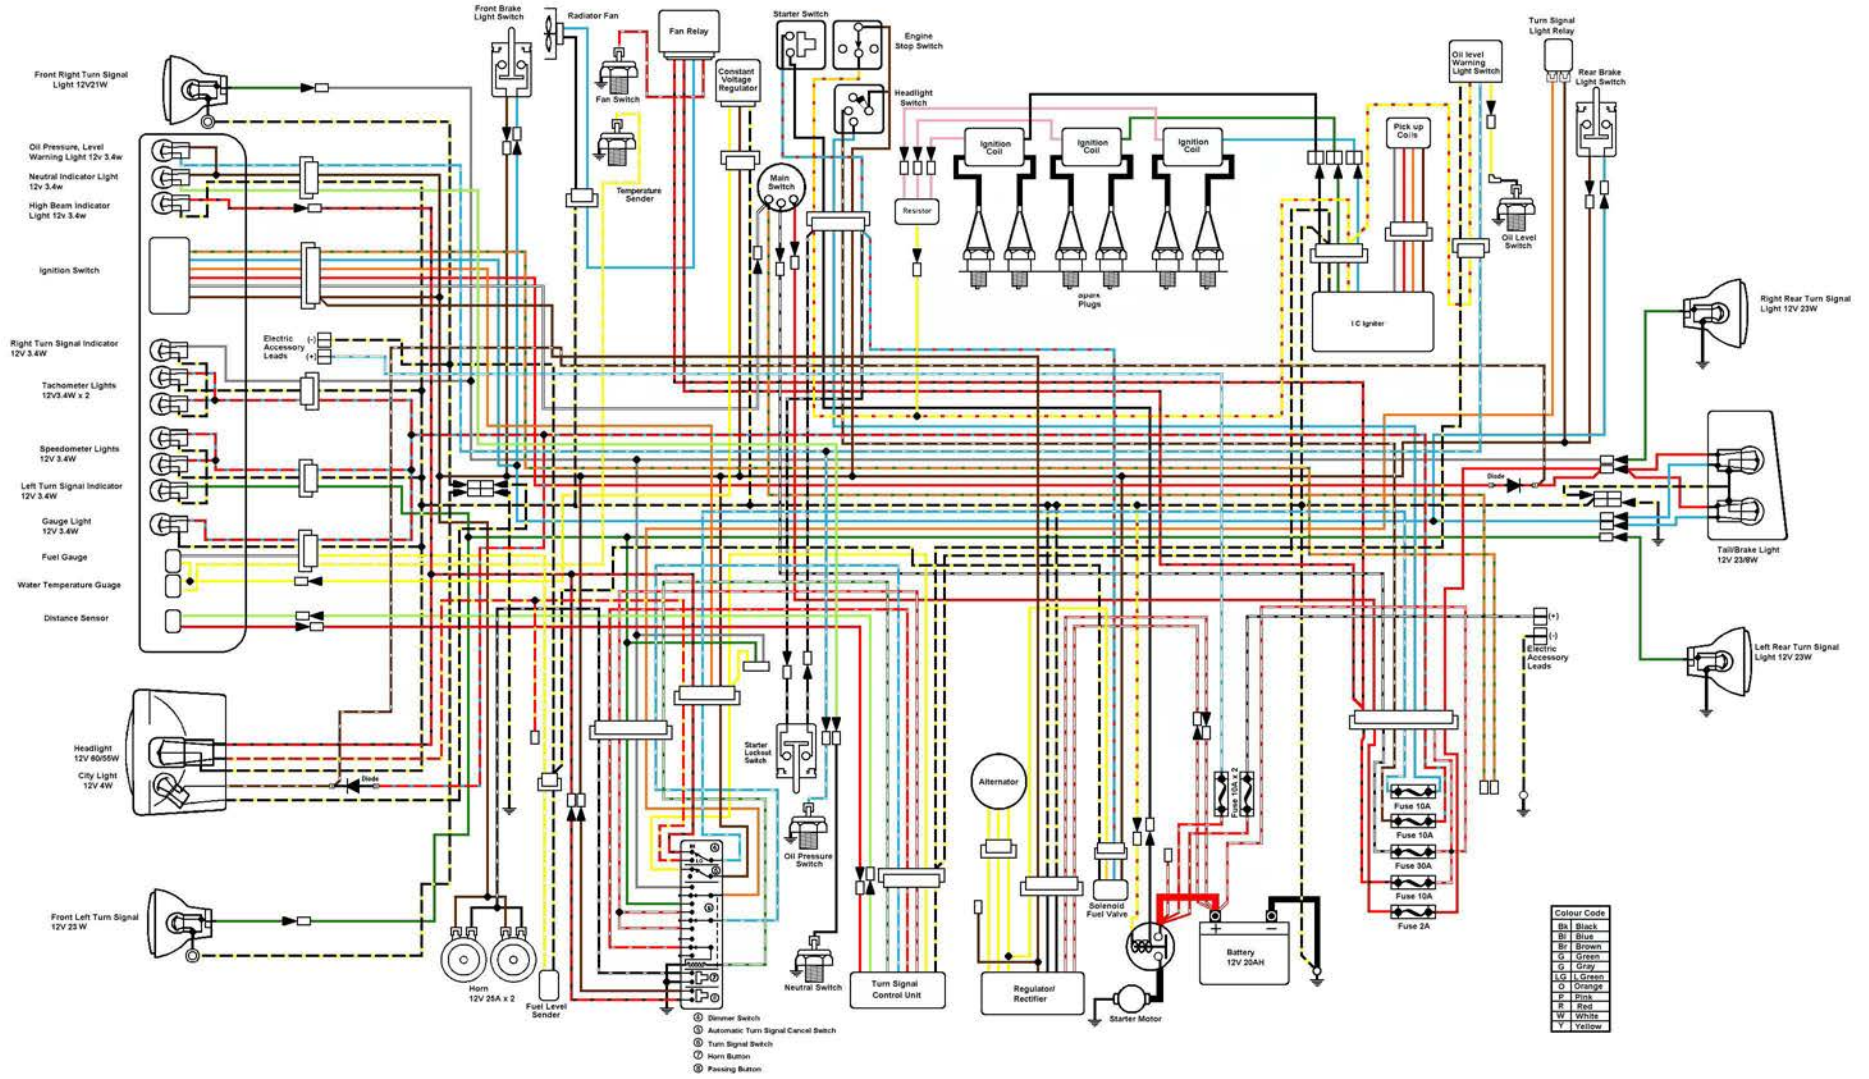 Front Brake
Light Switch
Radiator Fan
Fan Relay
Starter Switch
Engine
Stop Switch
Turn Signal
Light Relay
Oil level
Warning
Light Switch
Rear Brake
Light Switch
Front Right Turn Signal
Light 12V21W
Fan Switch
Constant
Voltage
Regulator
Headlight
Switch
Pick up
Coils
Oil Pressure, Level
Warning Light 12v 3.4w
Neutral Indicator Light
12v 3.4w
High Beam Indicator
Light 12v 3.4w
Temperature
Sender
Main
Switch
Ignition
Coil
Ignition
Coil
Ignition
Coil
Resistor
Oil Level
Switch
Ignition Switch
Spark
Plugs
I C Igniter
Right Rear Turn Signal
Light 12V 23W
Electric
Accessory
Leads
(-)
(+)
Right Turn Signal Indicator
12V 3.4W
Tachometer Lights
12V3.4W x 2
Speedometer Lights
12V 3.4W
Left Turn Signal Indicator
12V 3.4W
Gauge Light
12V 3.4W
Fuel Gauge
Water Temperature Guage
Distance Sensor
Diode
Tail/Brake Light
12V 23/8W
(+)
(-)
Electric
Accessory
Leads
Left Rear Turn Signal
Light 12V 23W
Headlight
12V 60/55W
City Light
12V 4W
Diode
Starter
Lockout
Switch
Alternator
Fuse 10A x 2
Fuse 10A
Fuse 10A
Fuse 30A
Fuse 10A
Fuse 2A
Oil Pressure
Switch
Front Left Turn Signal
12V 23 W
Horn
12V 25A x 2
Fuel Level
Sender
Neutral Switch
Turn Signal
Control Unit
Regulator/
Rectifier
Solenoid
Fuel Valve
Starter Motor
+ −
Battery
12V 20AH
HI
LO
④ Dimmer Switch
⑤ Automatic Turn Signal Cancel Switch
⑥ Turn Signal Switch
⑦ Horn Button
⑧ Passing Button
Colour Code
Bk Black
Bl Blue
Br Brown
G Green
G Gray
LG L Green
O Orange
P Pink
R Red
W White
Y Yellow